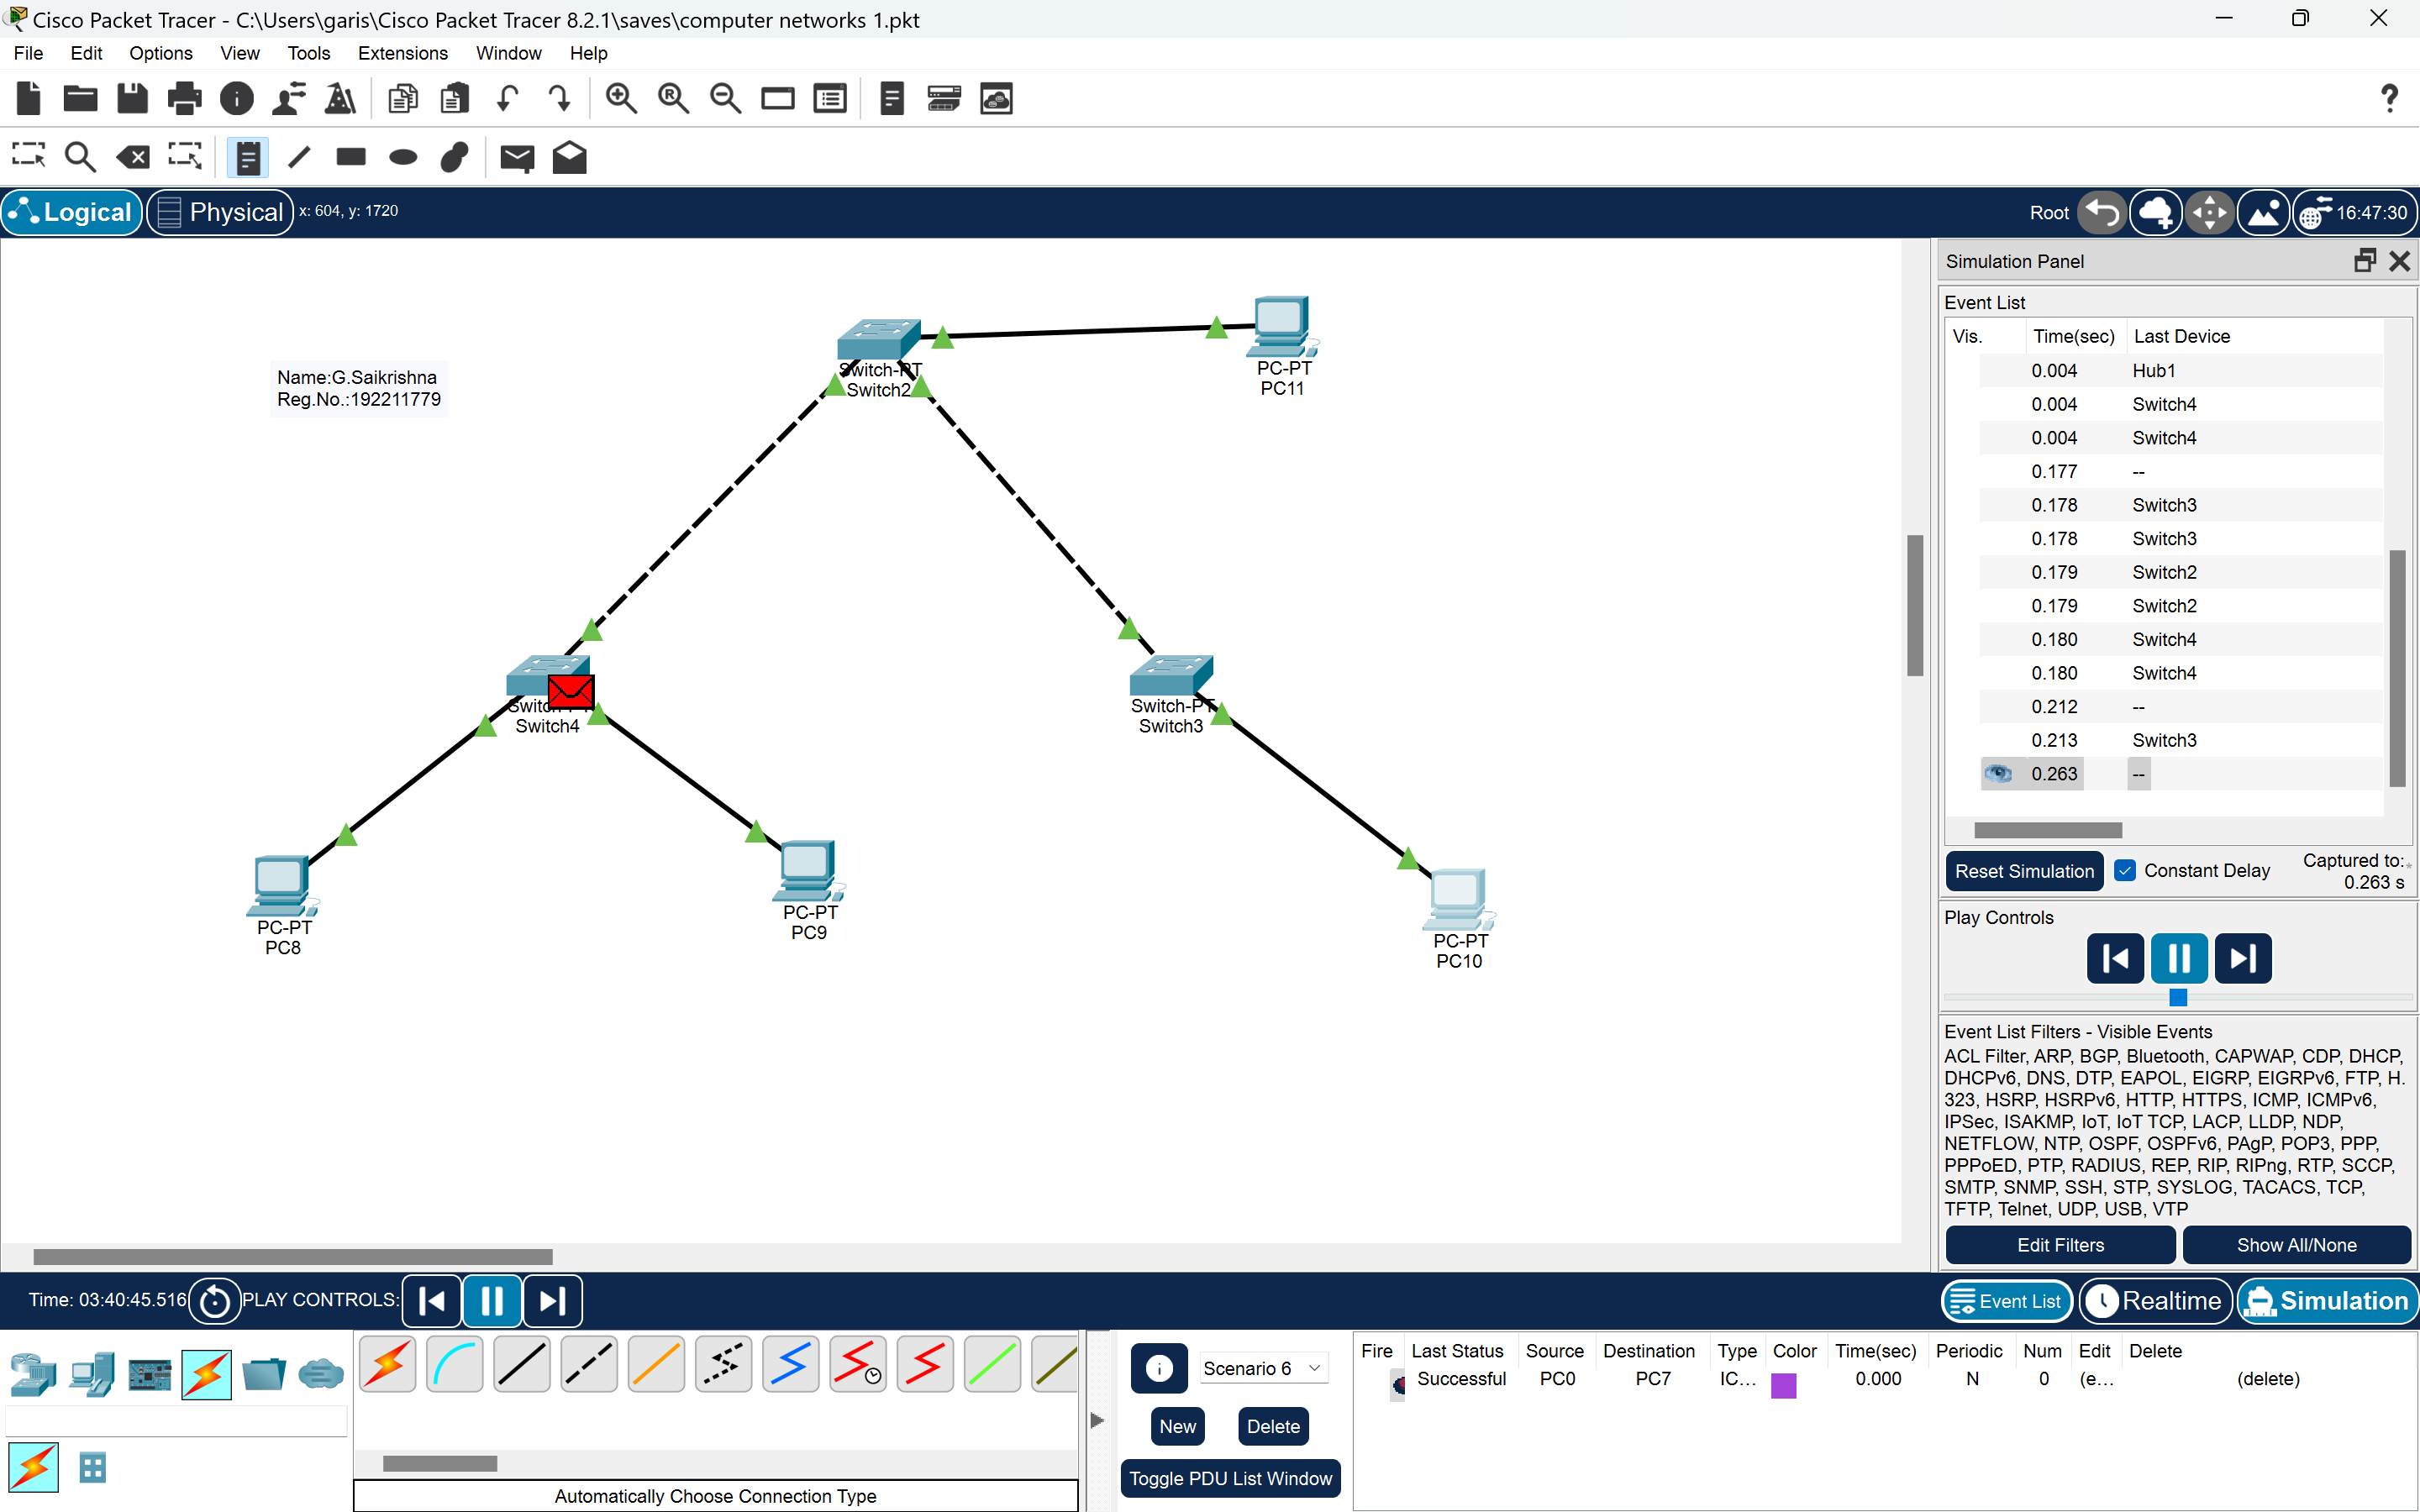 Cisco Packet Tracer - C:\Users\garis\Cisco Packet Tracer 8.2.1\saves\computer networks 1.pkt
File Edit Options View Tools Extensions Window Help
Logical Physical x: 604, y: 1720 Root 16:47:30
Name:G.Saikrishna
Reg.No.:192211779
Switch2
PC-PT
PC11
Switch4
Switch-PT
Switch3
PC-PT
PC8
PC-PT
PC9
PC-PT
PC10
Simulation Panel
Event List
Vis. Time(sec) Last Device
0.004 Hub1
0.004 Switch4
0.004 Switch4
0.177 --
0.178 Switch3
0.178 Switch3
0.179 Switch2
0.179 Switch2
0.180 Switch4
0.180 Switch4
0.212 --
0.213 Switch3
0.263 --
Reset Simulation Constant Delay Captured to:*
0.263 s
Play Controls
Event List Filters - Visible Events
ACL Filter, ARP, BGP, Bluetooth, CAPWAP, CDP, DHCP,
DHCPv6, DNS, DTP, EAPOL, EIGRP, EIGRPv6, FTP, H.
323, HSRP, HSRPv6, HTTP, HTTPS, ICMP, ICMPv6,
IPSec, ISAKMP, IoT, IoT TCP, LACP, LLDP, NDP,
NETFLOW, NTP, OSPF, OSPFv6, PAgP, POP3, PPP,
PPPoED, PTP, RADIUS, REP, RIP, RIPng, RTP, SCCP,
SMTP, SNMP, SSH, STP, SYSLOG, TACACS, TCP,
TFTP, Telnet, UDP, USB, VTP
Edit Filters Show All/None
Time: 03:40:45.516 PLAY CONTROLS: Event List Realtime Simulation
Scenario 6
New Delete
Toggle PDU List Window
Fire Last Status Source Destination Type Color Time(sec) Periodic Num Edit Delete
Successful PC0 PC7 IC... 0.000 N 0 (e... (delete)
Automatically Choose Connection Type